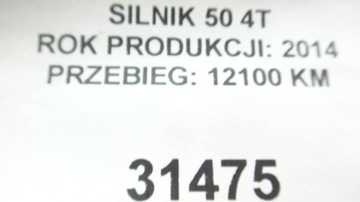 SILNIK 50 4T
ROK PRODUKCJI: 2014
PRZEBIEG: 12100 KM
31475